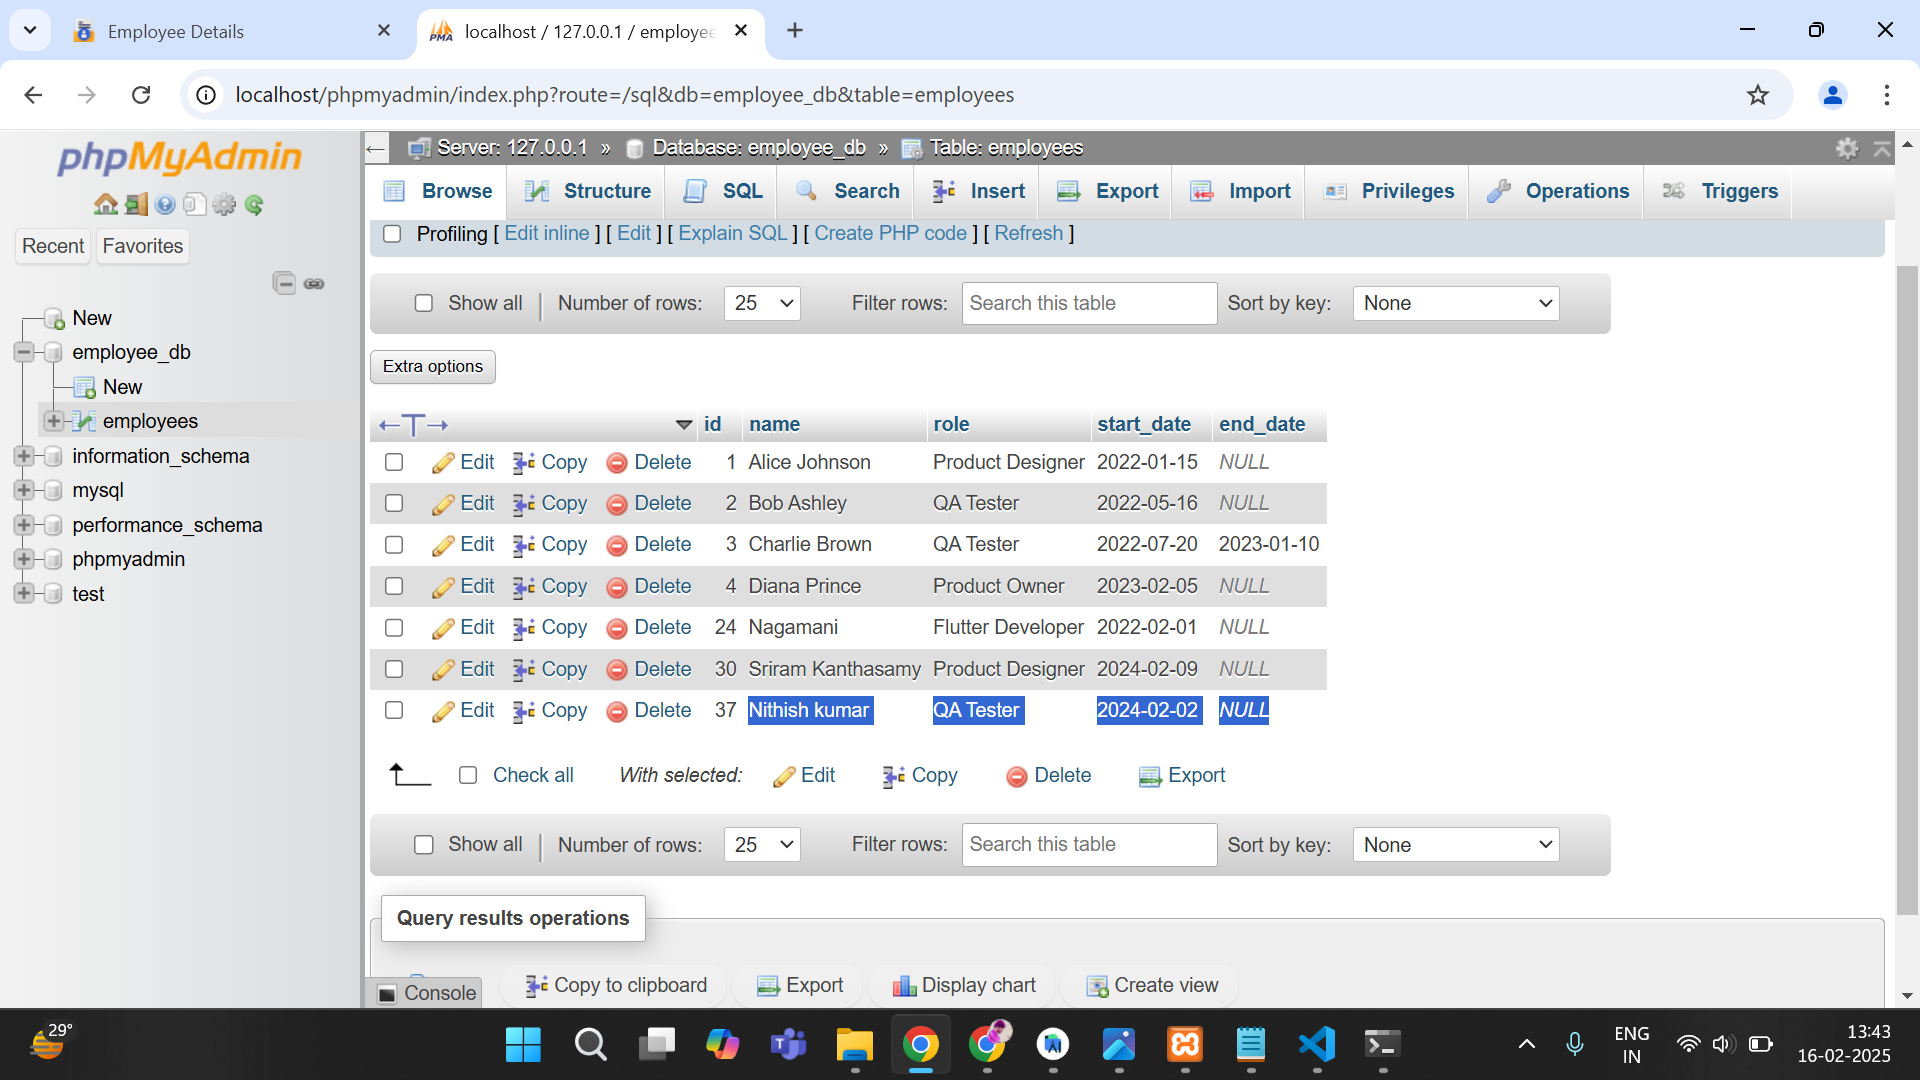 Employee Details
localhost / 127.0.0.1 / employee
localhost/phpmyadmin/index.php?route=/sql&db=employee_db&table=employees
phpMyAdmin
Recent Favorites
New
employee_db
New
employees
information_schema
mysql
performance_schema
phpmyadmin
test
Server: 127.0.0.1 » Database: employee_db » Table: employees
Browse Structure SQL Search Insert Export Import Privileges Operations Triggers
Profiling [ Edit inline ] [ Edit ] [ Explain SQL ] [ Create PHP code ] [ Refresh ]
Show all Number of rows: 25 Filter rows: Search this table Sort by key: None
Extra options
id name role start_date end_date
Edit Copy Delete 1 Alice Johnson Product Designer 2022-01-15 NULL
Edit Copy Delete 2 Bob Ashley QA Tester 2022-05-16 NULL
Edit Copy Delete 3 Charlie Brown QA Tester 2022-07-20 2023-01-10
Edit Copy Delete 4 Diana Prince Product Owner 2023-02-05 NULL
Edit Copy Delete 24 Nagamani Flutter Developer 2022-02-01 NULL
Edit Copy Delete 30 Sriram Kanthasamy Product Designer 2024-02-09 NULL
Edit Copy Delete 37 Nithish kumar QA Tester 2024-02-02 NULL
Check all With selected: Edit Copy Delete Export
Show all Number of rows: 25 Filter rows: Search this table Sort by key: None
Query results operations
Console Copy to clipboard Export Display chart Create view
29°
ENG
IN
13:43
16-02-2025